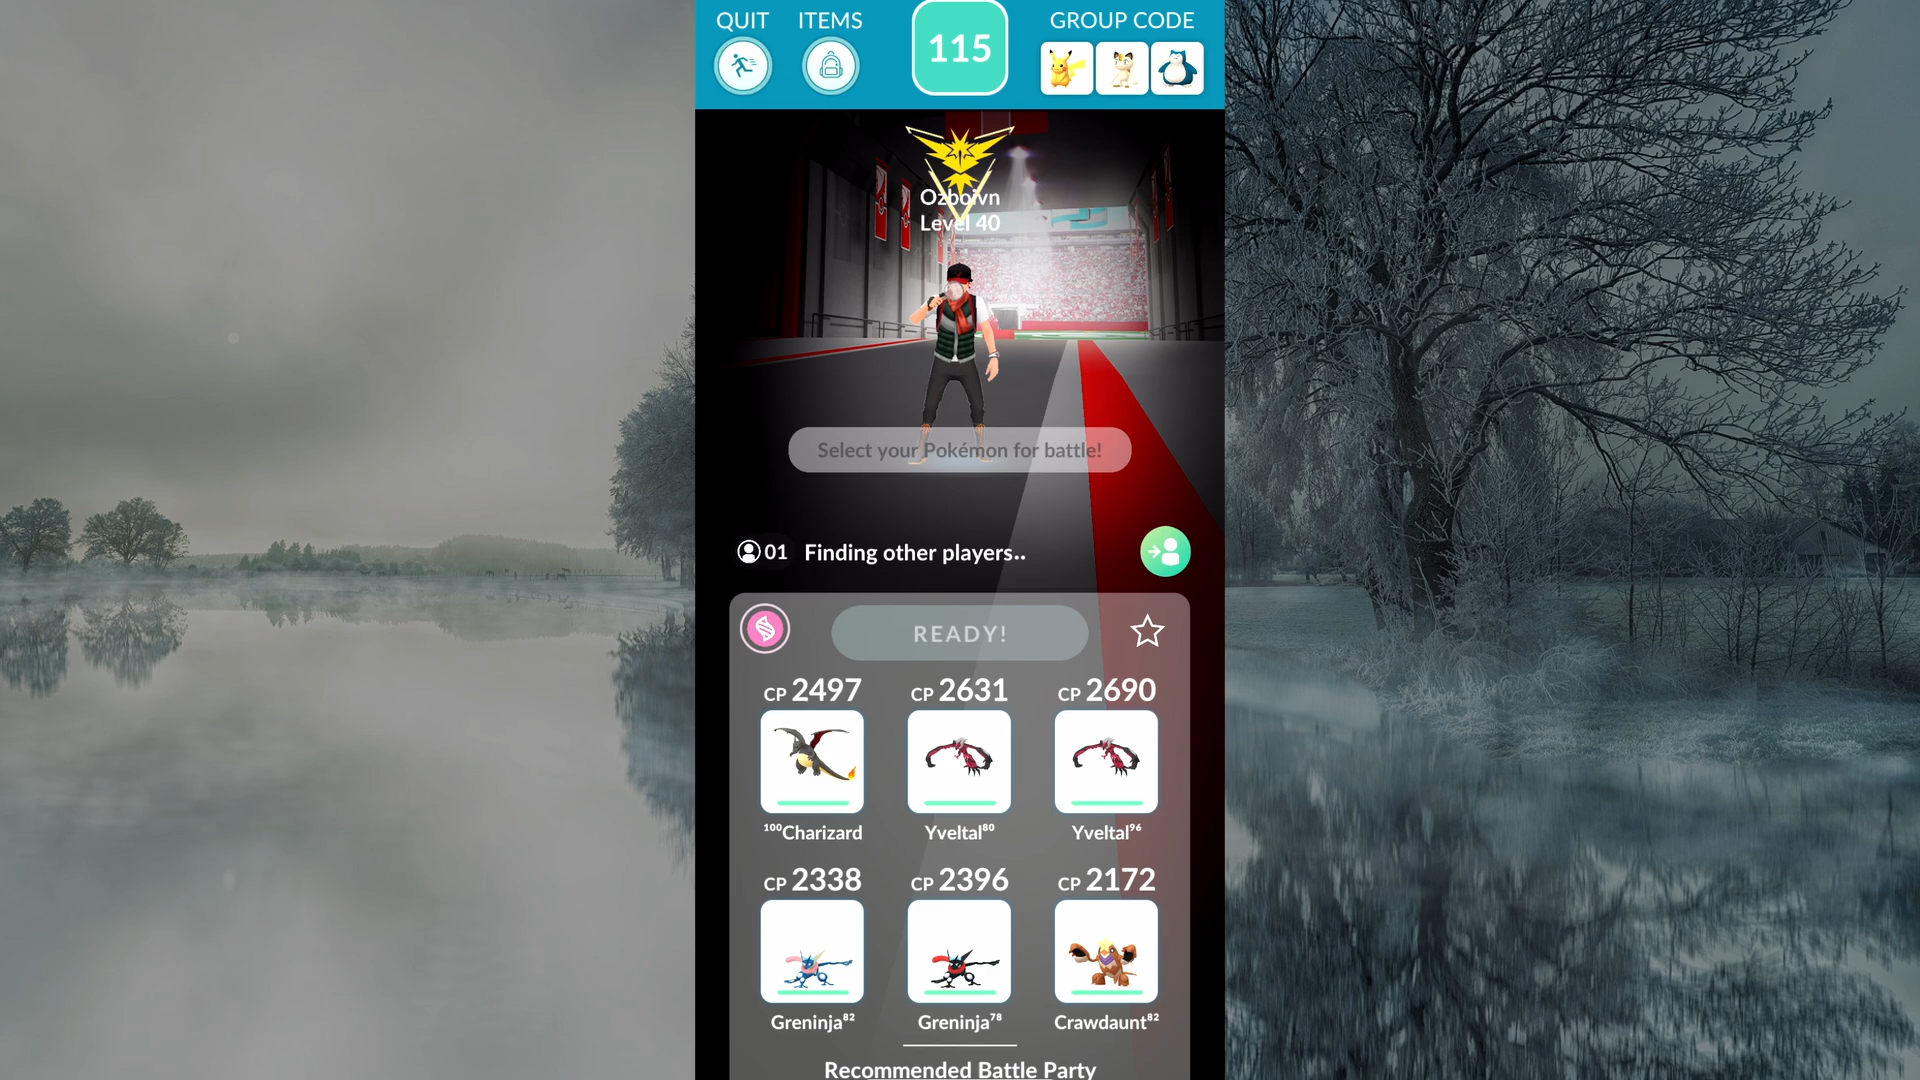 QUIT ITEMS
115
GROUP CODE
Ozboivn
Level 40
Select your Pokémon for battle!
01 Finding other players..
READY!
CP 2497 CP 2631 CP 2690
¹⁰⁰Charizard Yveltal⁸⁰ Yveltal⁹⁶
CP 2338 CP 2396 CP 2172
Greninja⁸² Greninja⁷⁸ Crawdaunt⁸²
Recommended Battle Party